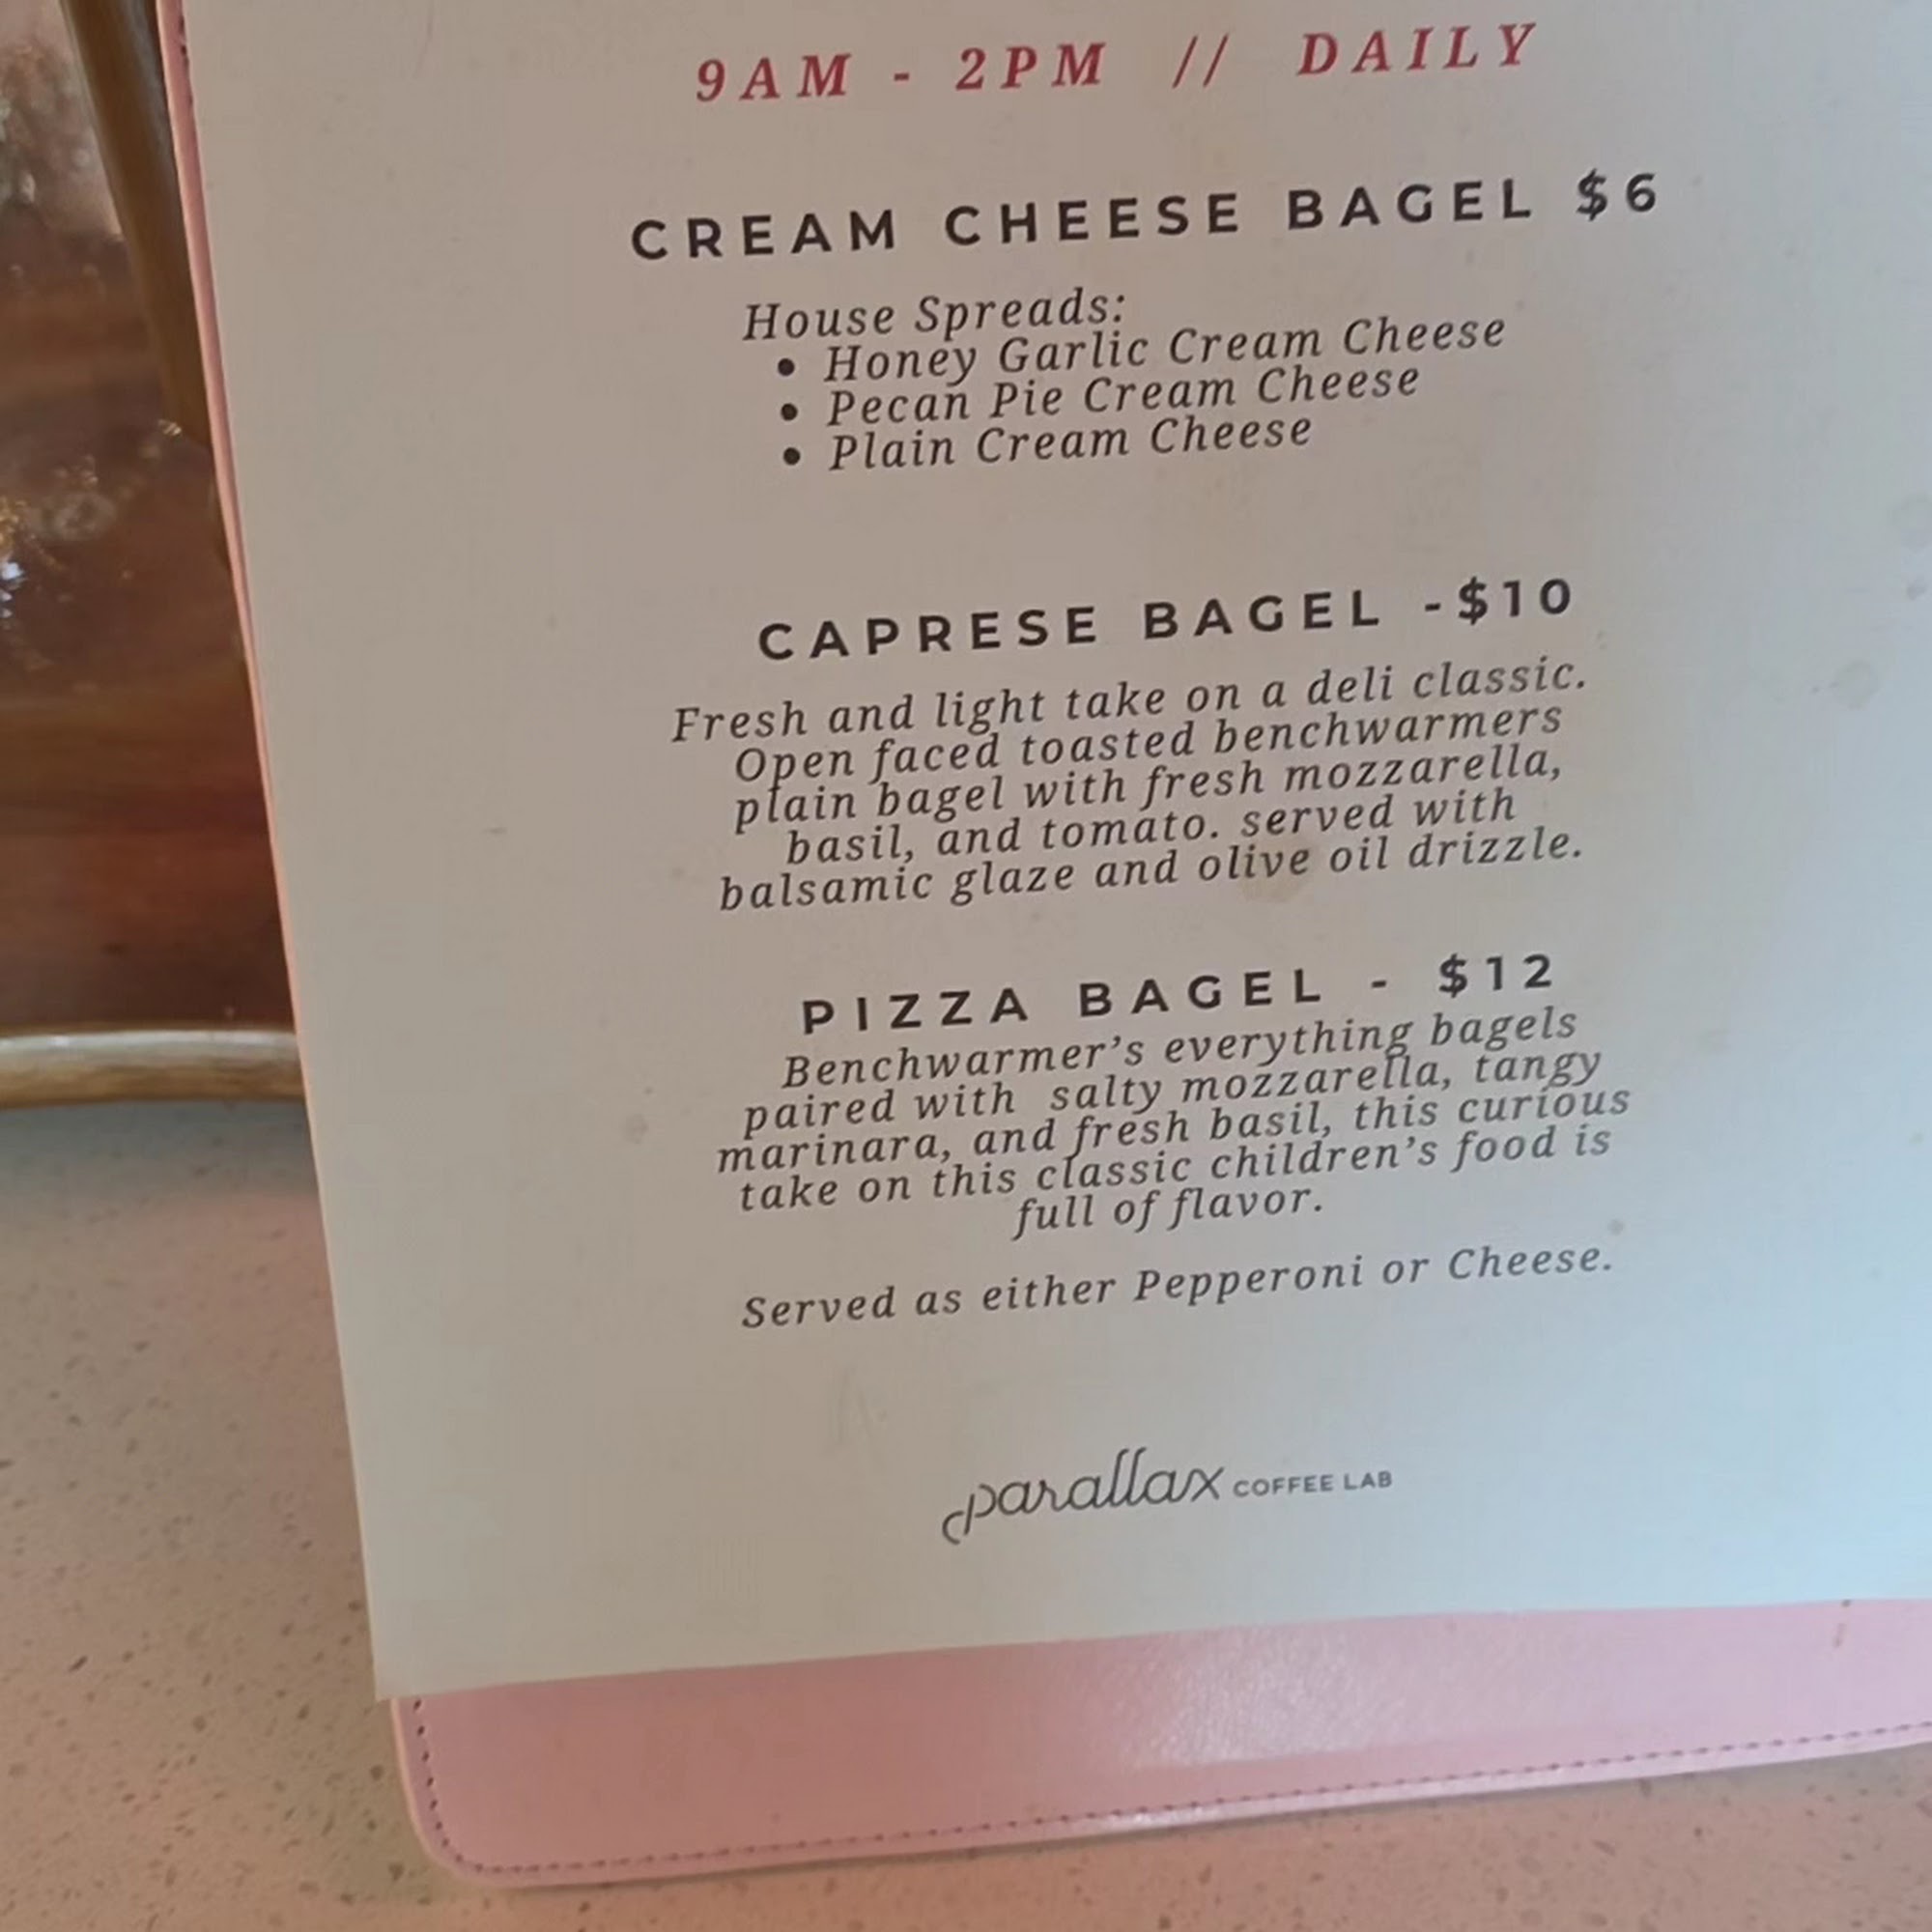 9AM - 2PM // DAILY
CREAM CHEESE BAGEL $6
House Spreads:
• Honey Garlic Cream Cheese
• Pecan Pie Cream Cheese
• Plain Cream Cheese
CAPRESE BAGEL -$10
Fresh and light take on a deli classic.
Open faced toasted benchwarmers
plain bagel with fresh mozzarella,
basil, and tomato. served with
balsamic glaze and olive oil drizzle.
PIZZA BAGEL - $12
Benchwarmer's everything bagels
paired with salty mozzarella, tangy
marinara, and fresh basil, this curious
take on this classic children's food is
full of flavor.
Served as either Pepperoni or Cheese.
parallax COFFEE LAB